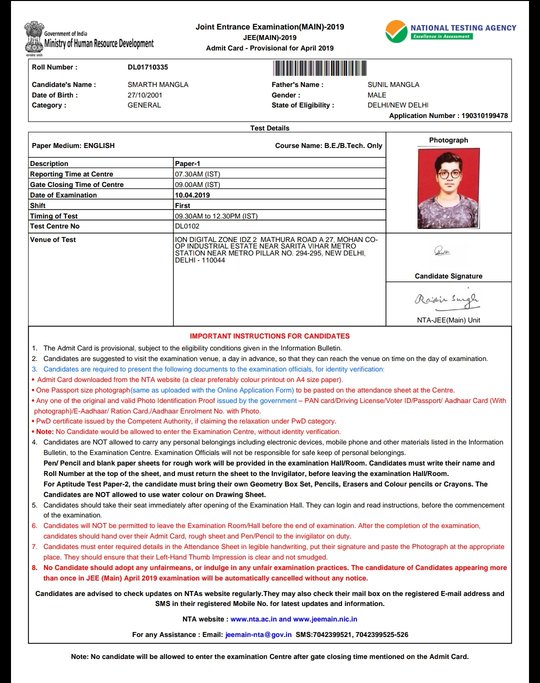 Joint Entrance Examination(MAIN)-2019
JEE(MAIN)-2019
Admit Card - Provisional for April 2019
Government of India
Ministry of Human Resource Development
NATIONAL TESTING AGENCY
Excellence in Assessment
Roll Number : DL01710335
Candidate's Name : SMARTH MANGLA Father's Name : SUNIL MANGLA
Date of Birth : 27/10/2001 Gender : MALE
Category : GENERAL State of Eligibility : DELHI/NEW DELHI
Application Number : 190310199478
Test Details
Paper Medium: ENGLISH Course Name: B.E./B.Tech. Only
Photograph
Description Paper-1
Reporting Time at Centre 07.30AM (IST)
Gate Closing Time of Centre 09.00AM (IST)
Date of Examination 10.04.2019
Shift First
Timing of Test 09.30AM to 12.30PM (IST)
Test Centre No DL0102
Venue of Test ION DIGITAL ZONE IDZ 2 MATHURA ROAD A 27, MOHAN CO-
OP INDUSTRIAL ESTATE NEAR SARITA VIHAR METRO
STATION NEAR METRO PILLAR NO. 294-295, NEW DELHI,
DELHI - 110044
Candidate Signature
Rajiv Singh
NTA-JEE(Main) Unit
IMPORTANT INSTRUCTIONS FOR CANDIDATES
1. The Admit Card is provisional, subject to the eligibility conditions given in the Information Bulletin.
2. Candidates are suggested to visit the examination venue, a day in advance, so that they can reach the venue on time on the day of examination.
3. Candidates are required to present the following documents to the examination officials, for identity verification:
• Admit Card downloaded from the NTA website (a clear preferably colour printout on A4 size paper).
• One Passport size photograph(same as uploaded with the Online Application Form) to be pasted on the attendance sheet at the Centre.
• Any one of the original and valid Photo Identification Proof issued by the government – PAN card/Driving License/Voter ID/Passport/ Aadhaar Card (With
photograph)/E-Aadhaar/ Ration Card./Aadhar Enrolment No. with Photo.
• PwD certificate issued by the Competent Authority, if claiming the relaxation under PwD category.
• Note: No Candidate would be allowed to enter the Examination Centre, without identity verification.
4. Candidates are NOT allowed to carry any personal belongings including electronic devices, mobile phone and other materials listed in the Information
Bulletin, to the Examination Centre. Examination Officials will not be responsible for safe keep of personal belongings.
Pen/ Pencil and blank paper sheets for rough work will be provided in the examination Hall/Room. Candidates must write their name and
Roll Number at the top of the sheet, and must return the sheet to the Invigilator, before leaving the examination Hall/Room.
For Aptitude Test Paper-2, the candidate must bring their own Geometry Box Set, Pencils, Erasers and Colour pencils or Crayons. The
Candidates are NOT allowed to use water colour on Drawing Sheet.
5. Candidates should take their seat immediately after opening of the Examination Hall. They can login and read instructions, before the commencement
of the examination.
6. Candidates will NOT be permitted to leave the Examination Room/Hall before the end of examination. After the completion of the examination,
candidates should hand over their Admit Card, rough sheet and Pen/Pencil to the invigilator on duty.
7. Candidates must enter required details in the Attendance Sheet in legible handwriting, put their signature and paste the Photograph at the appropriate
place. They should ensure that their Left-Hand Thumb Impression is clear and not smudged.
8. No Candidate should adopt any unfairmeans, or indulge in any unfair examination practices. The candidature of Candidates appearing more
than once in JEE (Main) April 2019 examination will be automatically cancelled without any notice.
Candidates are advised to check updates on NTAs website regularly.They may also check their mail box on the registered E-mail address and
SMS in their registered Mobile No. for latest updates and information.
NTA website : www.nta.ac.in and www.jeemain.nic.in
For any Assistance : Email: jeemain-nta@gov.in SMS:7042399521, 7042399525-526
Note: No candidate will be allowed to enter the examination Centre after gate closing time mentioned on the Admit Card.